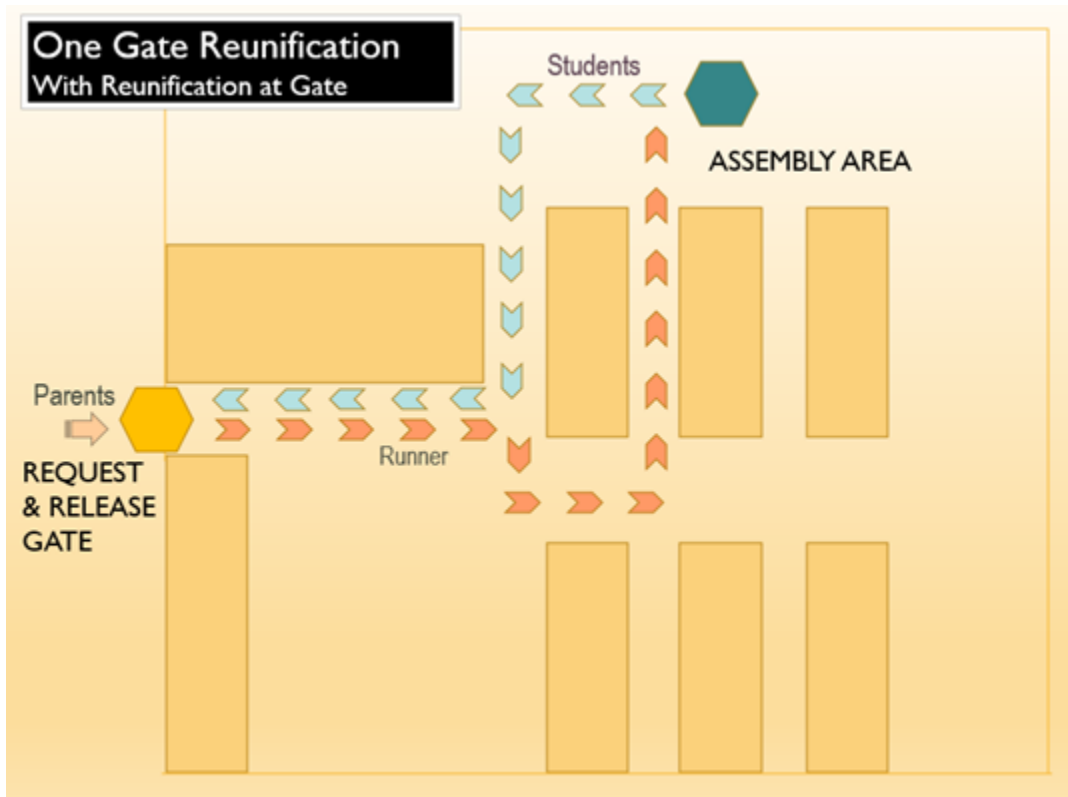 One Gate Reunification
With Reunification at Gate
Students
ASSEMBLY AREA
Parents
Runner
REQUEST
& RELEASE
GATE